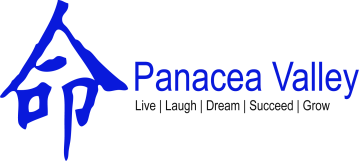 命
Panacea Valley
Live | Laugh | Dream | Succeed | Grow